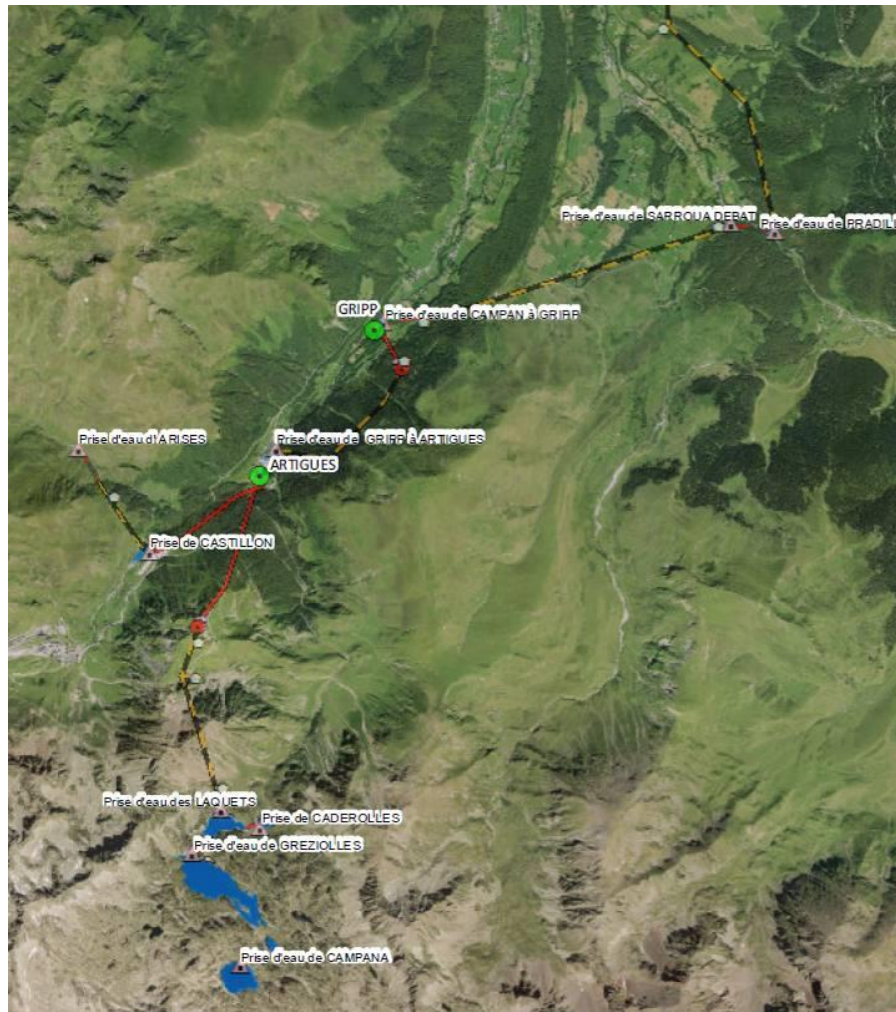 Prise d'eau de SARROUA DEBAT
Prise d'eau de PRADILL
GRIPP
Prise d'eau de CAMPAN à GRIPP
Prise d'eau d'ARISES
Prise d'eau de GRIPP à ARTIGUES
ARTIGUES
Prise de CASTILLON
Prise d'eau des LAQUETS
Prise de CADEROLLES
Prise d'eau de GREZIOLLES
Prise d'eau de CAMPANA